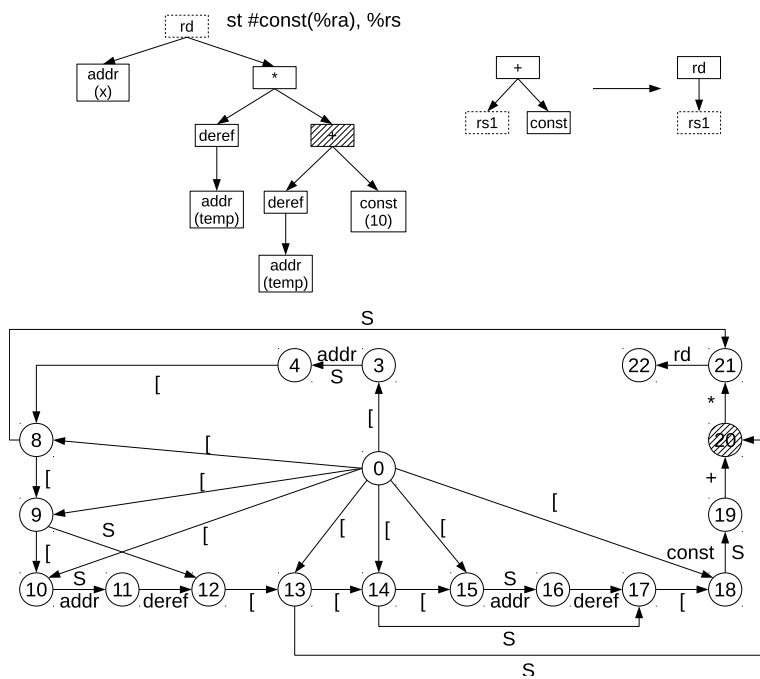 rd
st #const(%ra), %rs
addr
(x)
*
deref
+
addr
(temp)
deref
const
(10)
addr
(temp)
+
rs1
const
rd
rs1
S
4
addr
S
3
22
rd
21
[
[
*
8
[
0
20
[
[
[
+
9
S
[
[
[
[
[
19
[
const
S
10
S
addr
11
deref
12
[
13
[
14
[
15
S
addr
16
deref
17
[
18
S
S